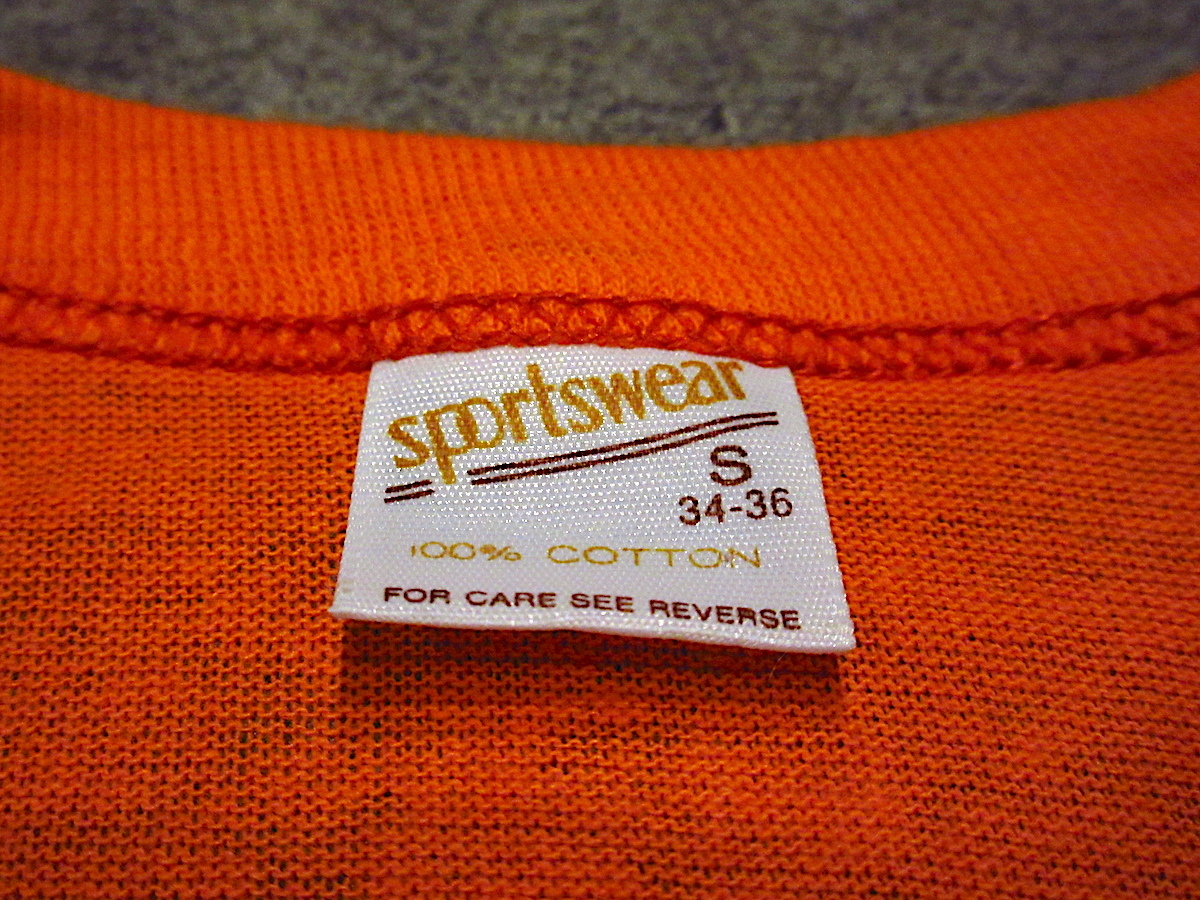 sportswear
S
34-36
100% COTTON
FOR CARE SEE REVERSE